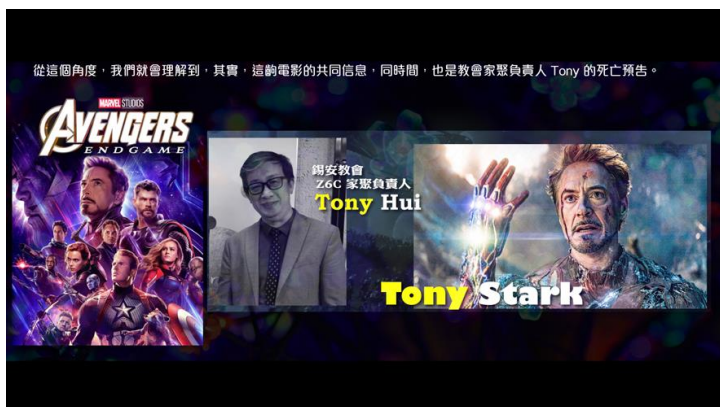 從這個角度，我們就會理解到，其實，這齣電影的共同信息，同時間，也是教會家聚負責人 Tony 的死亡預告。
MARVEL STUDIOS
AVENGERS
ENDGAME
錫安教會
Z6C 家聚負責人
Tony Hui
Tony Stark